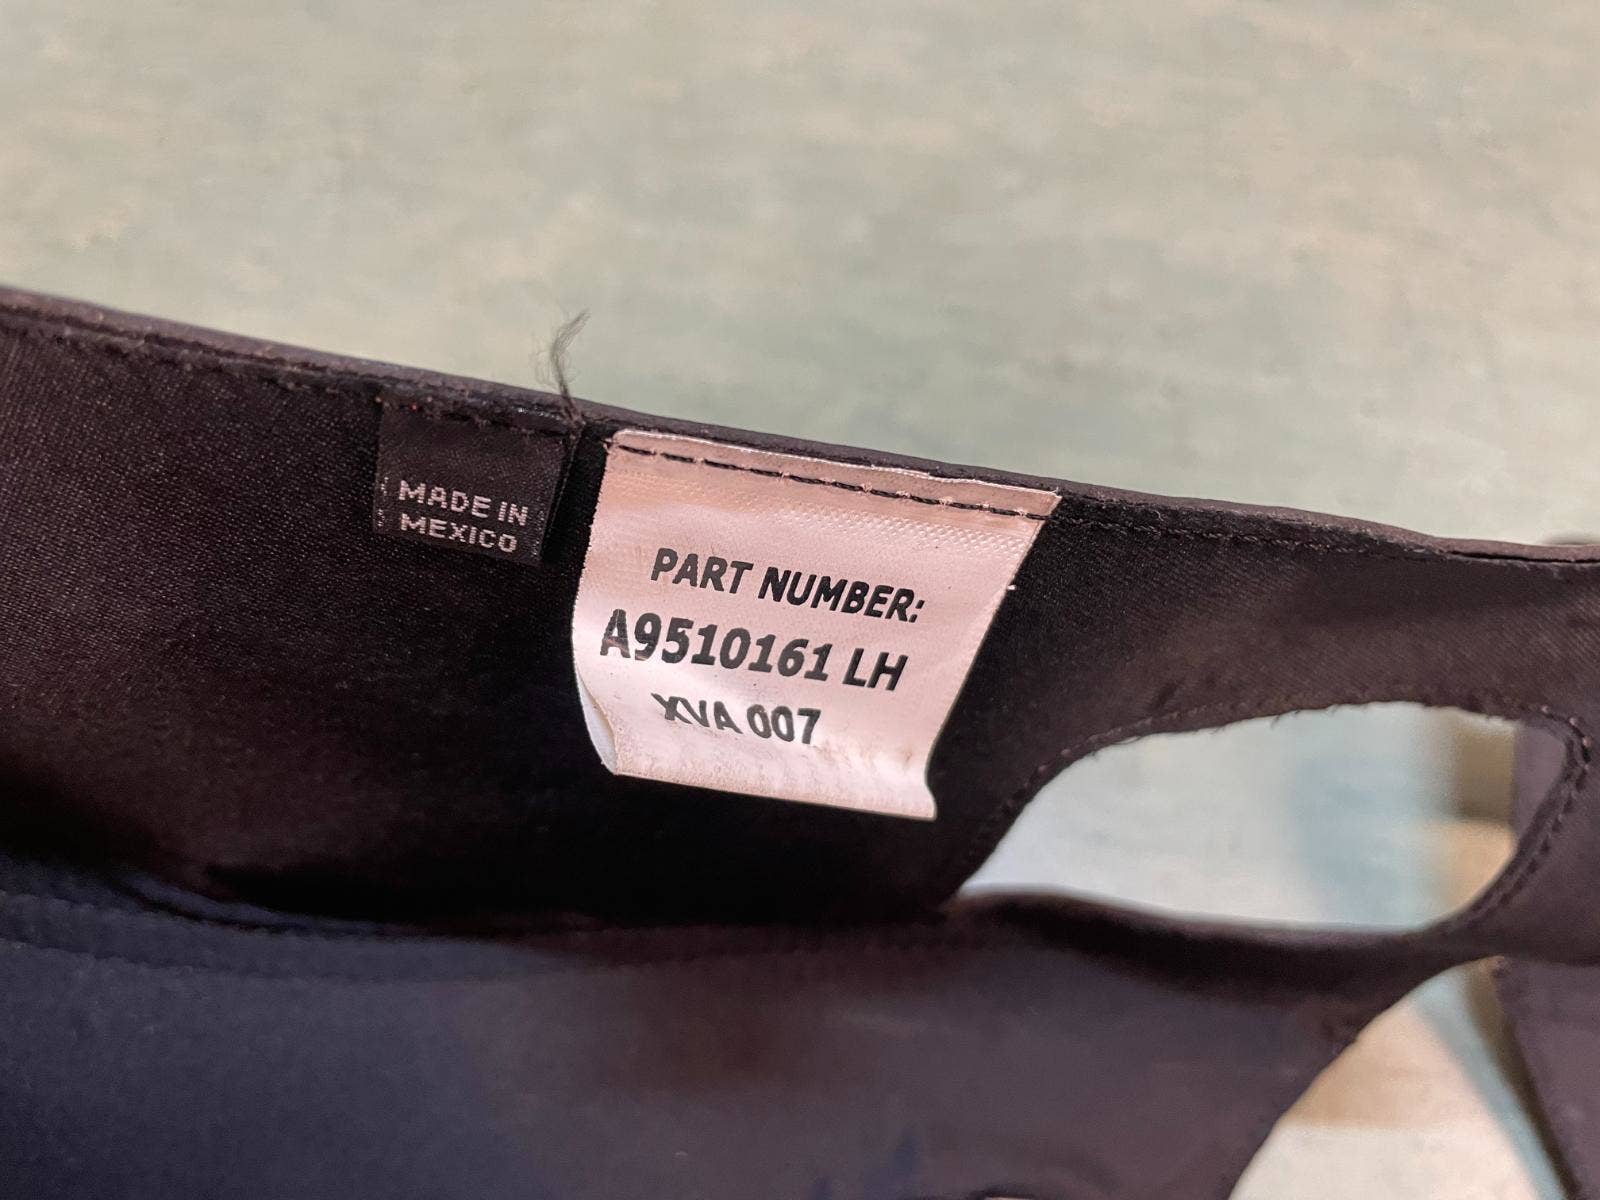 MADE IN
MEXICO
PART NUMBER:
A9510161 LH
XVA 007